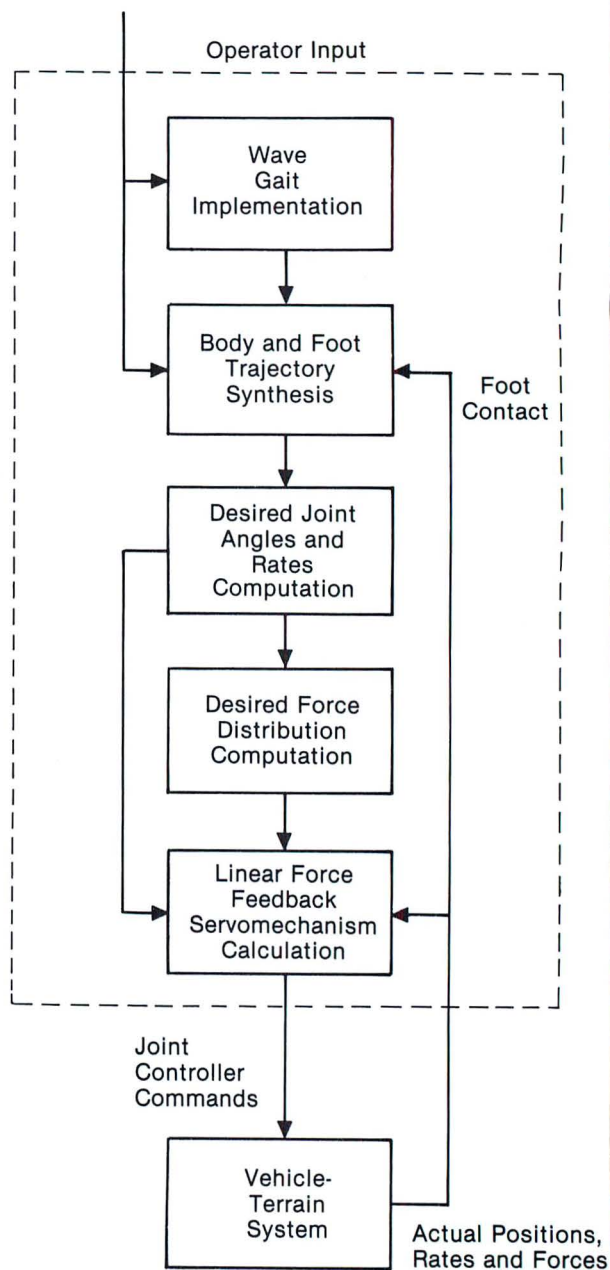 Operator Input
Wave
Gait
Implementation
Body and Foot
Trajectory
Synthesis
Foot
Contact
Desired Joint
Angles and
Rates
Computation
Desired Force
Distribution
Computation
Linear Force
Feedback
Servomechanism
Calculation
Joint
Controller
Commands
Vehicle-
Terrain
System
Actual Positions,
Rates and Forces